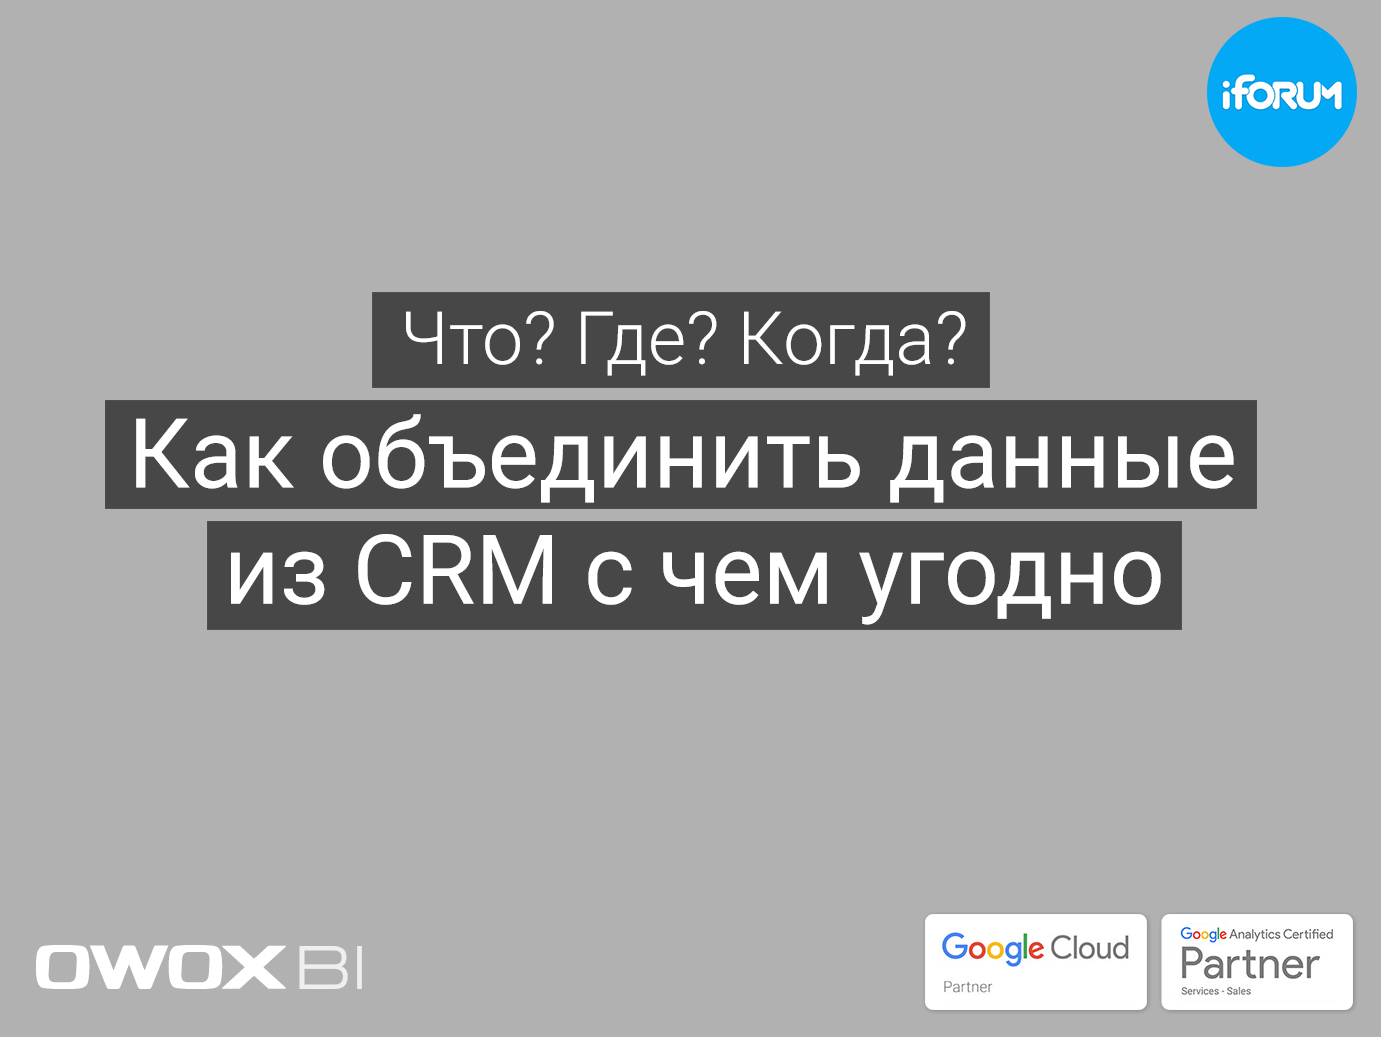 iFORUM
Что? Где? Когда?
Как объединить данные
из CRM с чем угодно
OWOX BI
Google Cloud
Partner
Google Analytics Certified
Partner
Services - Sales